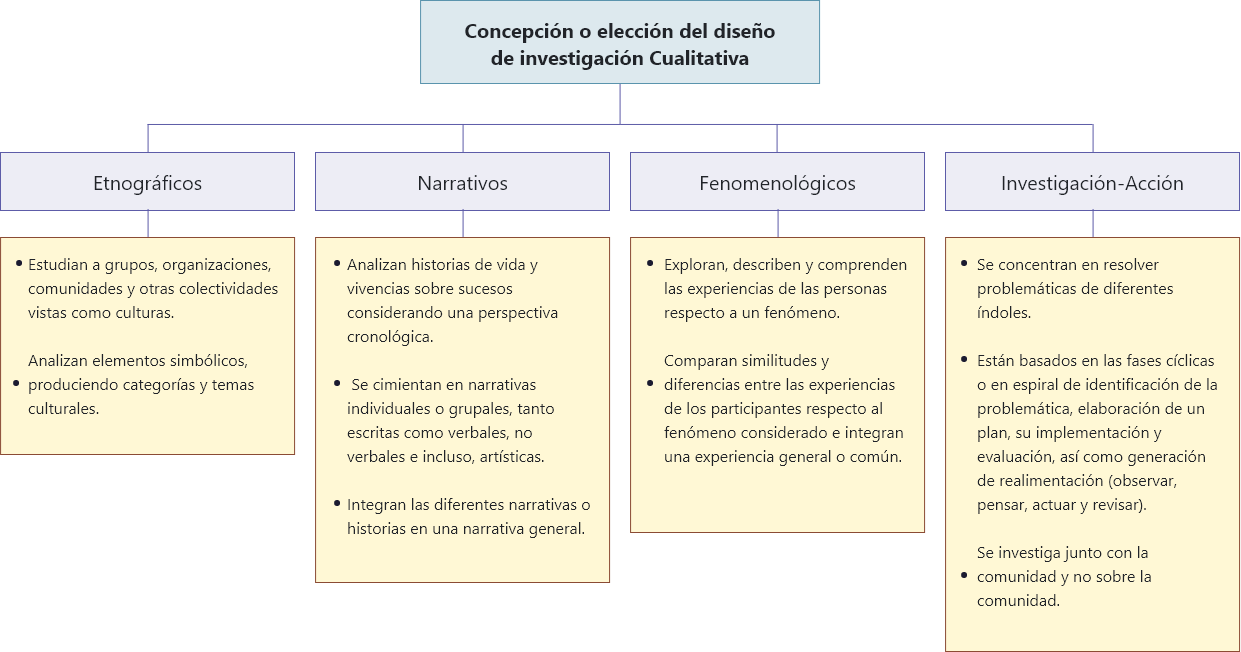 Concepción o elección del diseño
de investigación Cualitativa
Etnográficos
Narrativos
Fenomenológicos
Investigación-Acción
• Estudian a grupos, organizaciones,
comunidades y otras colectividades
vistas como culturas.
Analizan elementos simbólicos,
• produciendo categorías y temas
culturales.
• Analizan historias de vida y
vivencias sobre sucesos
considerando una perspectiva
cronológica.
• Se cimientan en narrativas
individuales o grupales, tanto
escritas como verbales, no
verbales e incluso, artísticas.
• Integran las diferentes narrativas o
historias en una narrativa general.
• Exploran, describen y comprenden
las experiencias de las personas
respecto a un fenómeno.
Comparan similitudes y
• diferencias entre las experiencias
de los participantes respecto al
fenómeno considerado e integran
una experiencia general o común.
• Se concentran en resolver
problemáticas de diferentes
índoles.
• Están basados en las fases cíclicas
o en espiral de identificación de la
problemática, elaboración de un
plan, su implementación y
evaluación, así como generación
de realimentación (observar,
pensar, actuar y revisar).
Se investiga junto con la
• comunidad y no sobre la
comunidad.